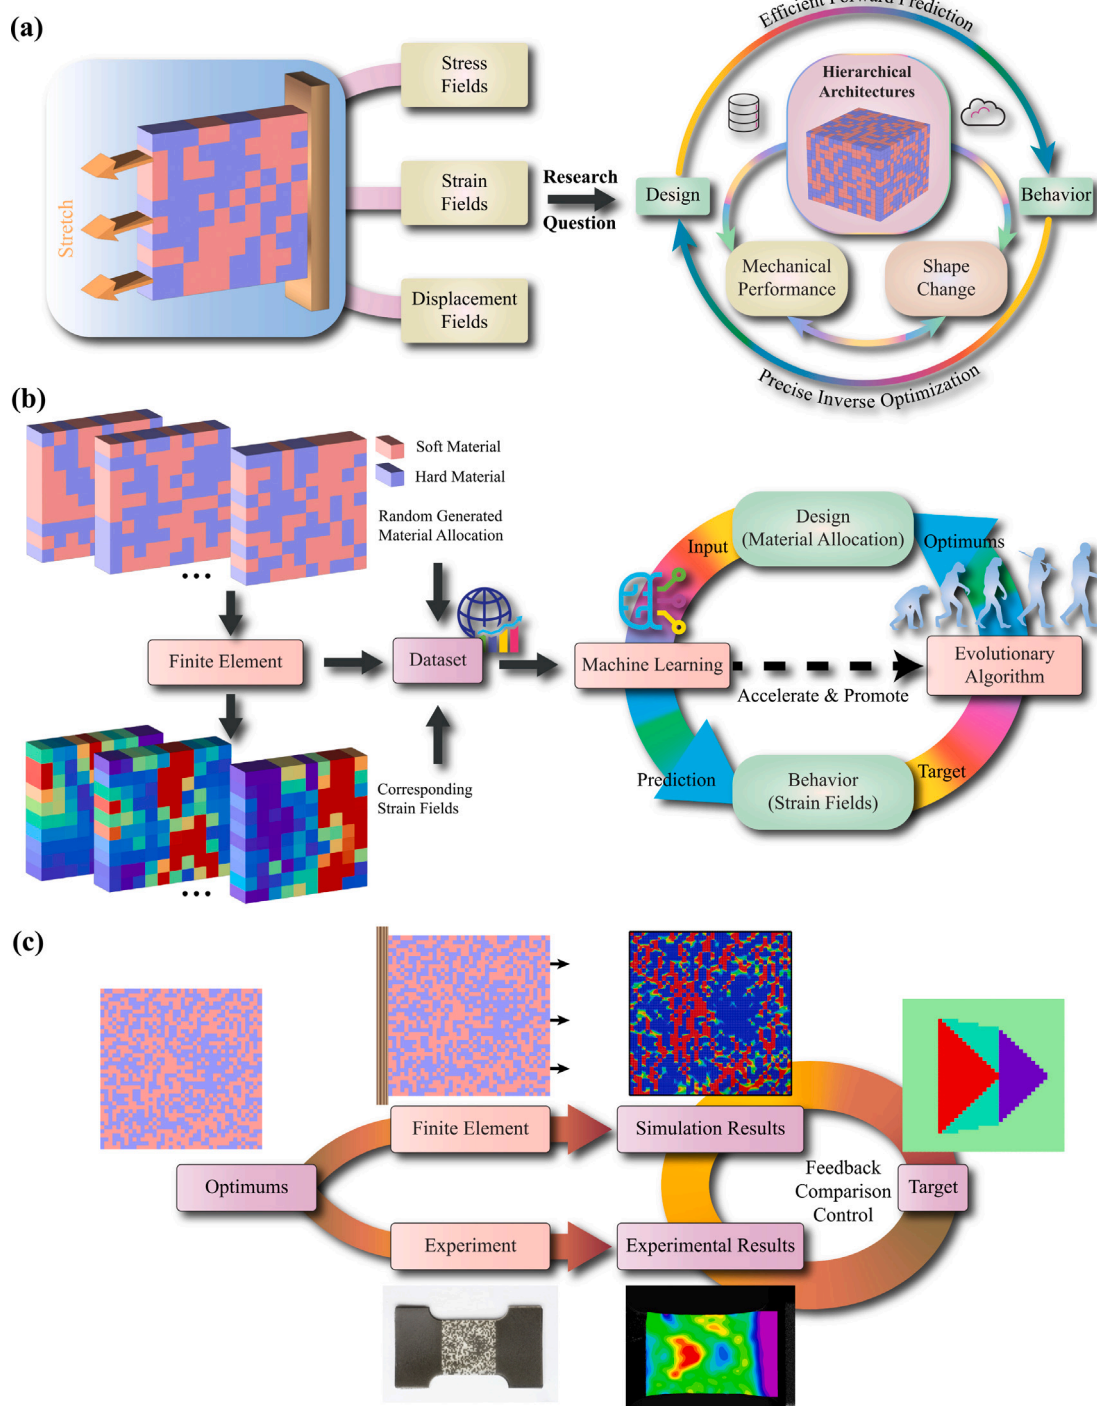 (a)
Stretch
Stress
Fields
Strain
Fields
Displacement
Fields
Research
Question
Efficient Forward Prediction
Hierarchical
Architectures
Design
Behavior
Mechanical
Performance
Shape
Change
Precise Inverse Optimization
(b)
Soft Material
Hard Material
Random Generated
Material Allocation
Finite Element
Dataset
Corresponding
Strain Fields
Input
Design
(Material Allocation)
Optimums
Machine Learning
Accelerate & Promote
Evolutionary
Algorithm
Prediction
Behavior
(Strain Fields)
Target
(c)
Finite Element
Simulation Results
Optimums
Feedback
Comparison
Control
Target
Experiment
Experimental Results